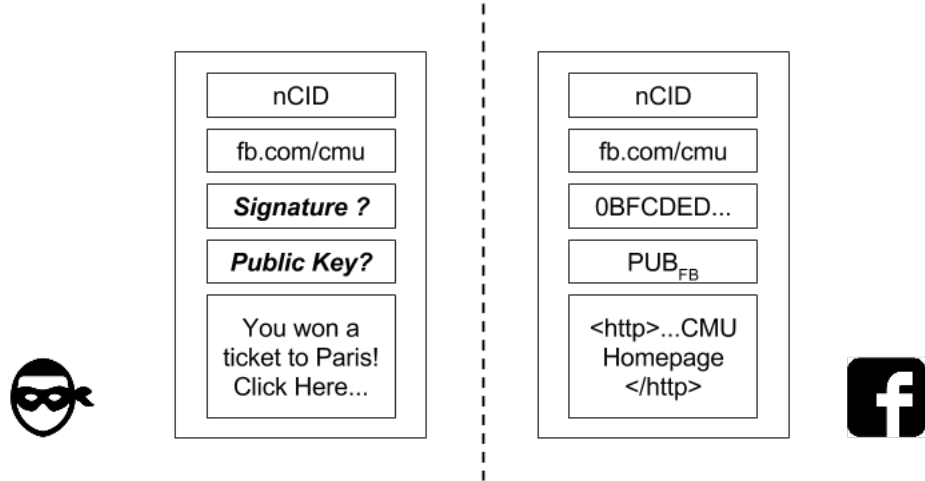 nCID
fb.com/cmu
Signature ?
Public Key?
You won a
ticket to Paris!
Click Here...
nCID
fb.com/cmu
0BFCDED...
PUB_FB
<http>...CMU
Homepage
</http>